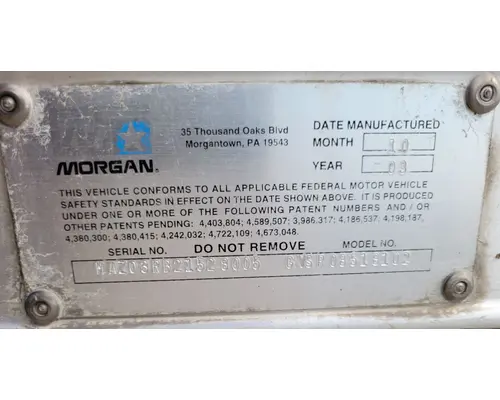 MORGAN®
35 Thousand Oaks Blvd
Morgantown, PA 19543
DATE MANUFACTURED
MONTH 10
YEAR 03
THIS VEHICLE CONFORMS TO ALL APPLICABLE FEDERAL MOTOR VEHICLE
SAFETY STANDARDS IN EFFECT ON THE DATE SHOWN ABOVE. IT IS PRODUCED
UNDER ONE OR MORE OF THE FOLLOWING PATENT NUMBERS AND / OR
OTHER PATENTS PENDING: 4,403,804; 4,589,507; 3,986,317; 4,186,537; 4,198,187,
4,380,300; 4,380,415; 4,242,032; 4,722,109; 4,673,048.
SERIAL NO. DO NOT REMOVE MODEL NO.